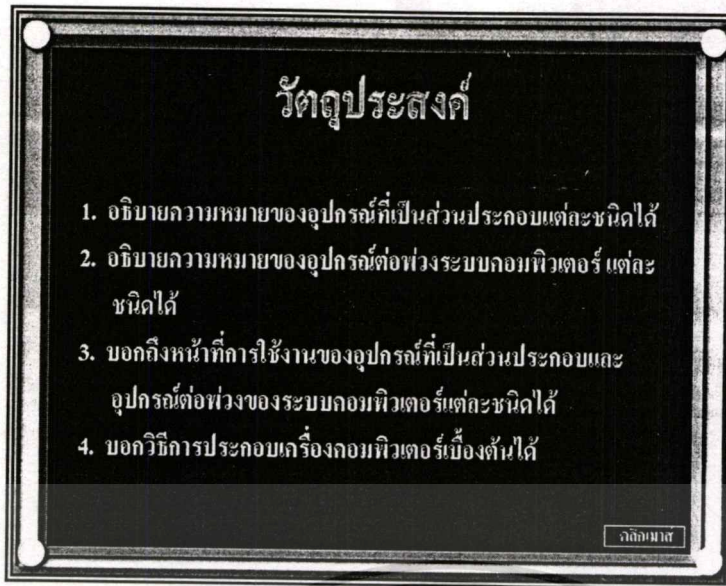 วัตถุประสงค์
1. อธิบายความหมายของอุปกรณ์ที่เป็นส่วนประกอบแต่ละชนิดได้
2. อธิบายความหมายของอุปกรณ์ต่อพ่วงระบบคอมพิวเตอร์ แต่ละ
ชนิดได้
3. บอกถึงหน้าที่การใช้งานของอุปกรณ์ที่เป็นส่วนประกอบและ
อุปกรณ์ต่อพ่วงของระบบคอมพิวเตอร์แต่ละชนิดได้
4. บอกวิธีการประกอบเครื่องคอมพิวเตอร์เบื้องต้นได้
คลิกเมาส์